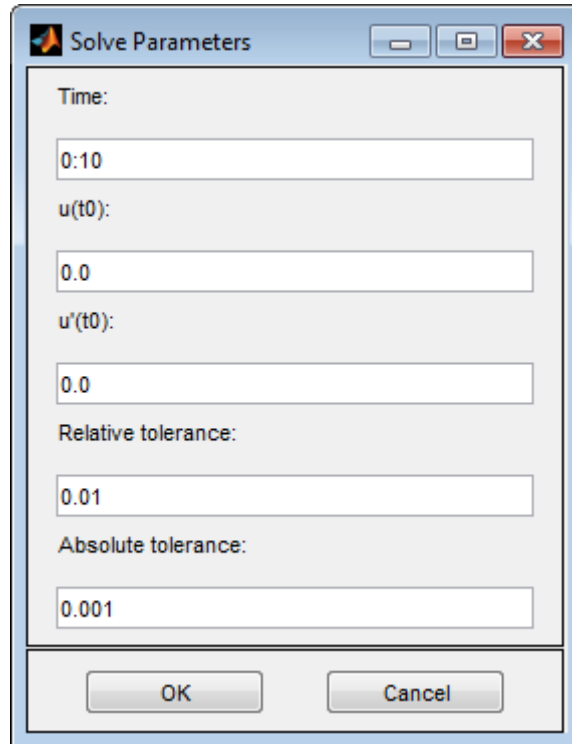 Solve Parameters
Time:
0:10
u(t0):
0.0
u'(t0):
0.0
Relative tolerance:
0.01
Absolute tolerance:
0.001
OK Cancel